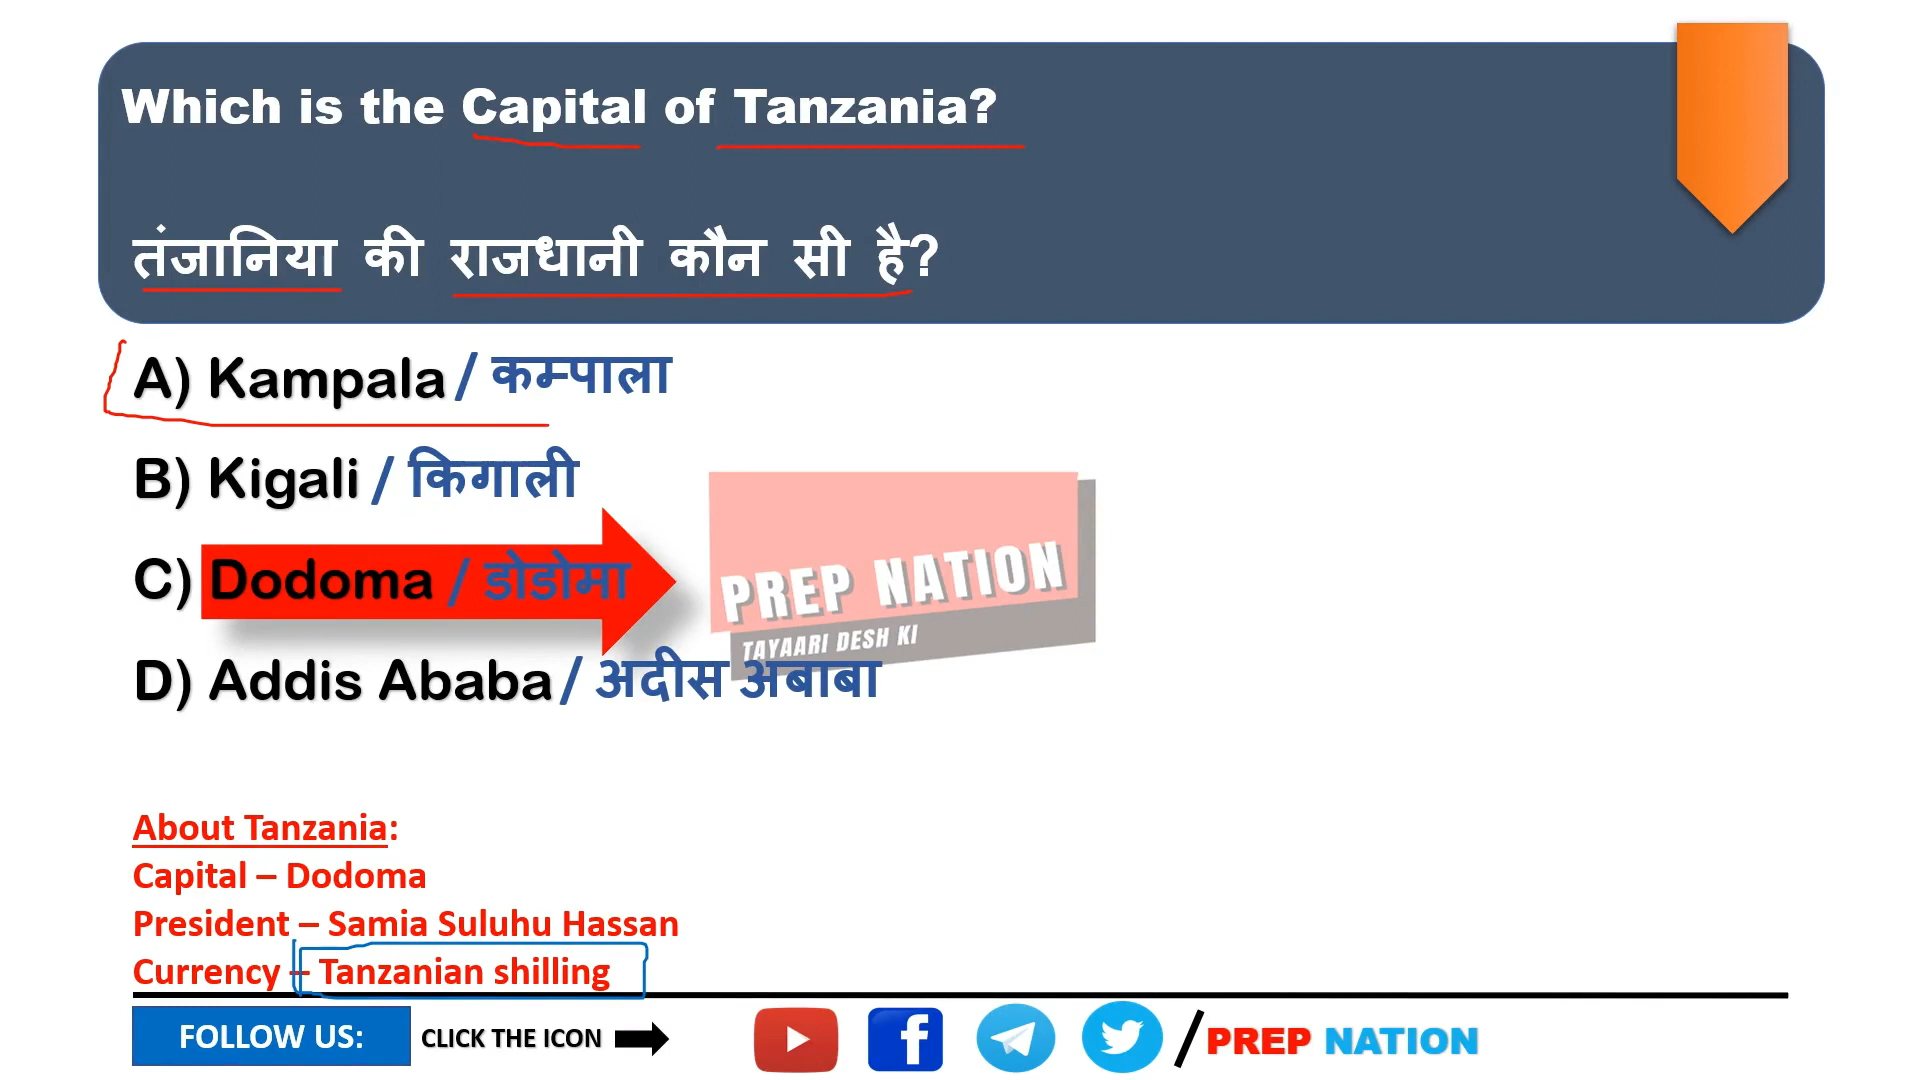 Which is the Capital of Tanzania?
तंजानिया की राजधानी कौन सी है?
A) Kampala / कम्पाला
B) Kigali / किगाली
C) Dodoma / डोडोमा
PREP NATION
TAYAARI DESH KI
D) Addis Ababa / अदीस अबाबा
About Tanzania:
Capital – Dodoma
President – Samia Suluhu Hassan
Currency – Tanzanian shilling
FOLLOW US: CLICK THE ICON /PREP NATION